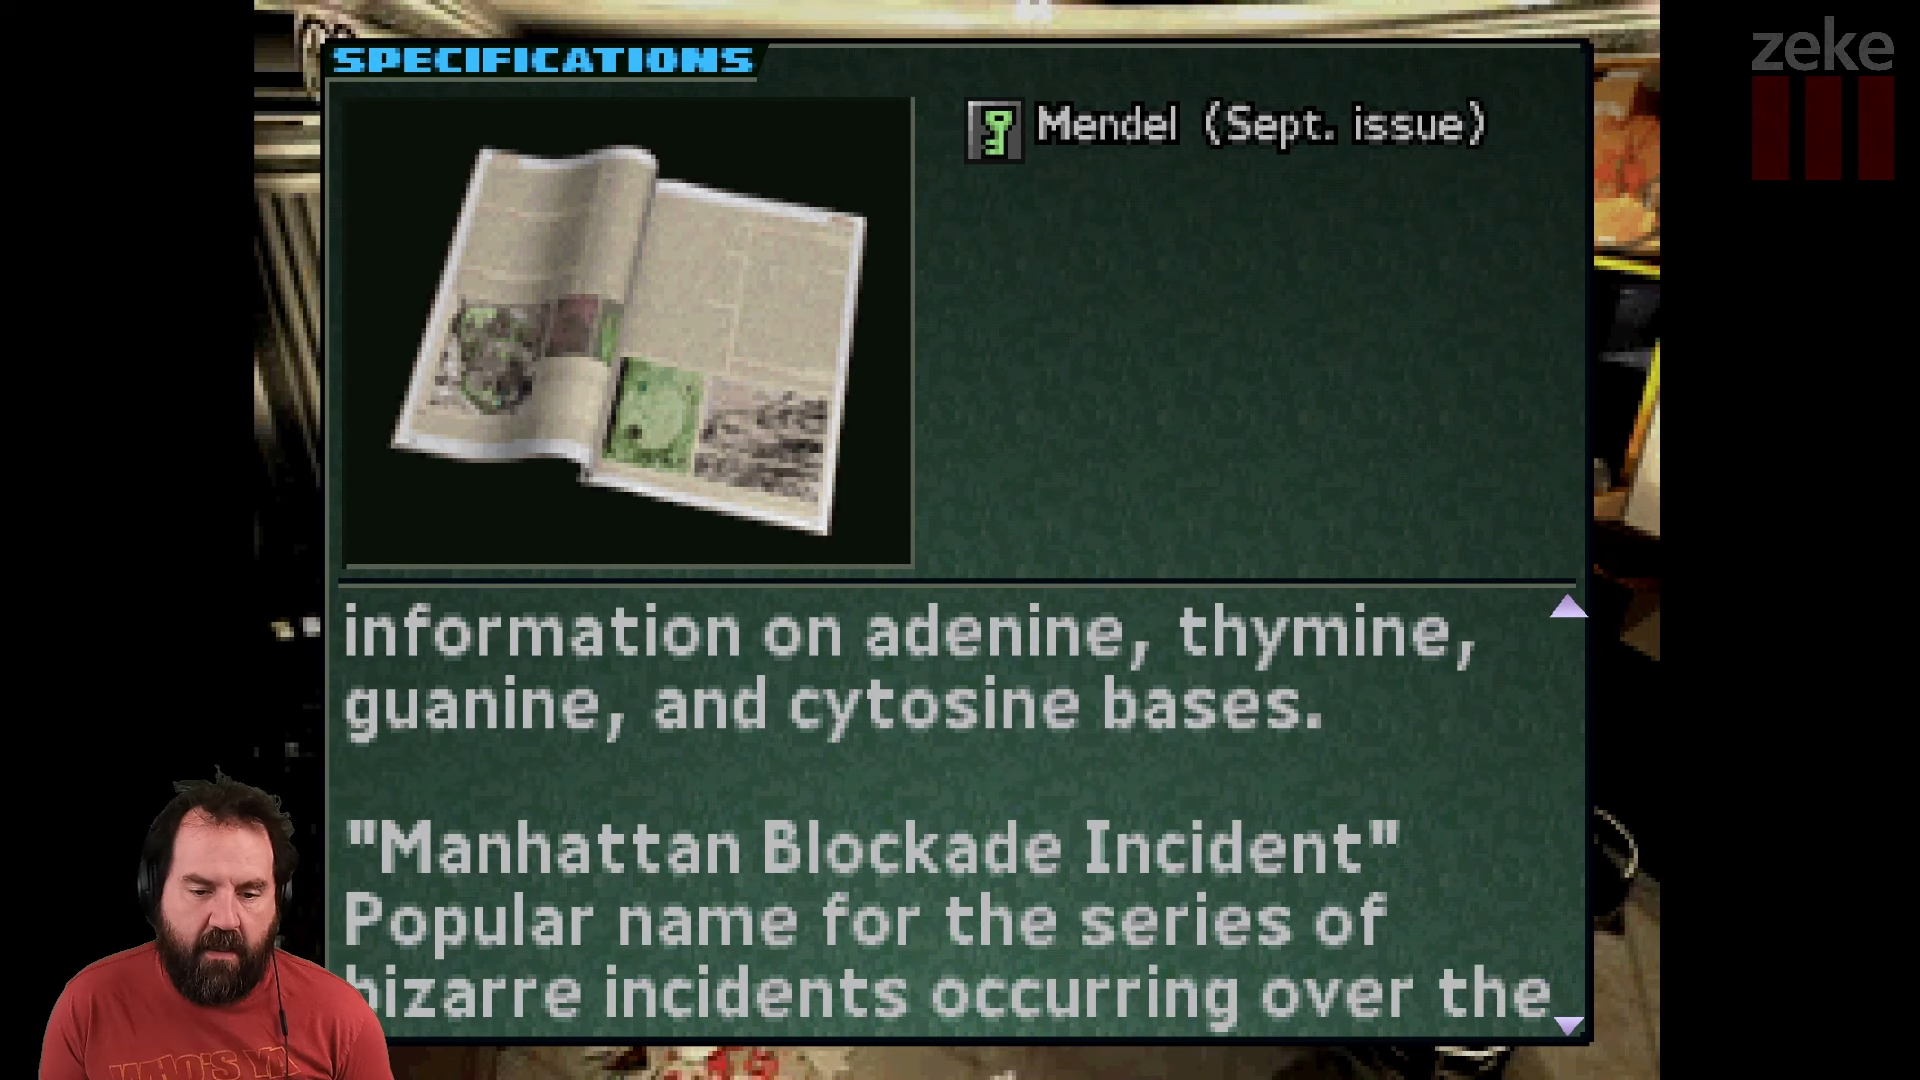 zeke
SPECIFICATIONS
Mendel (Sept. issue)
information on adenine, thymine,
guanine, and cytosine bases.
"Manhattan Blockade Incident"
Popular name for the series of
bizarre incidents occurring over the
WHO'S